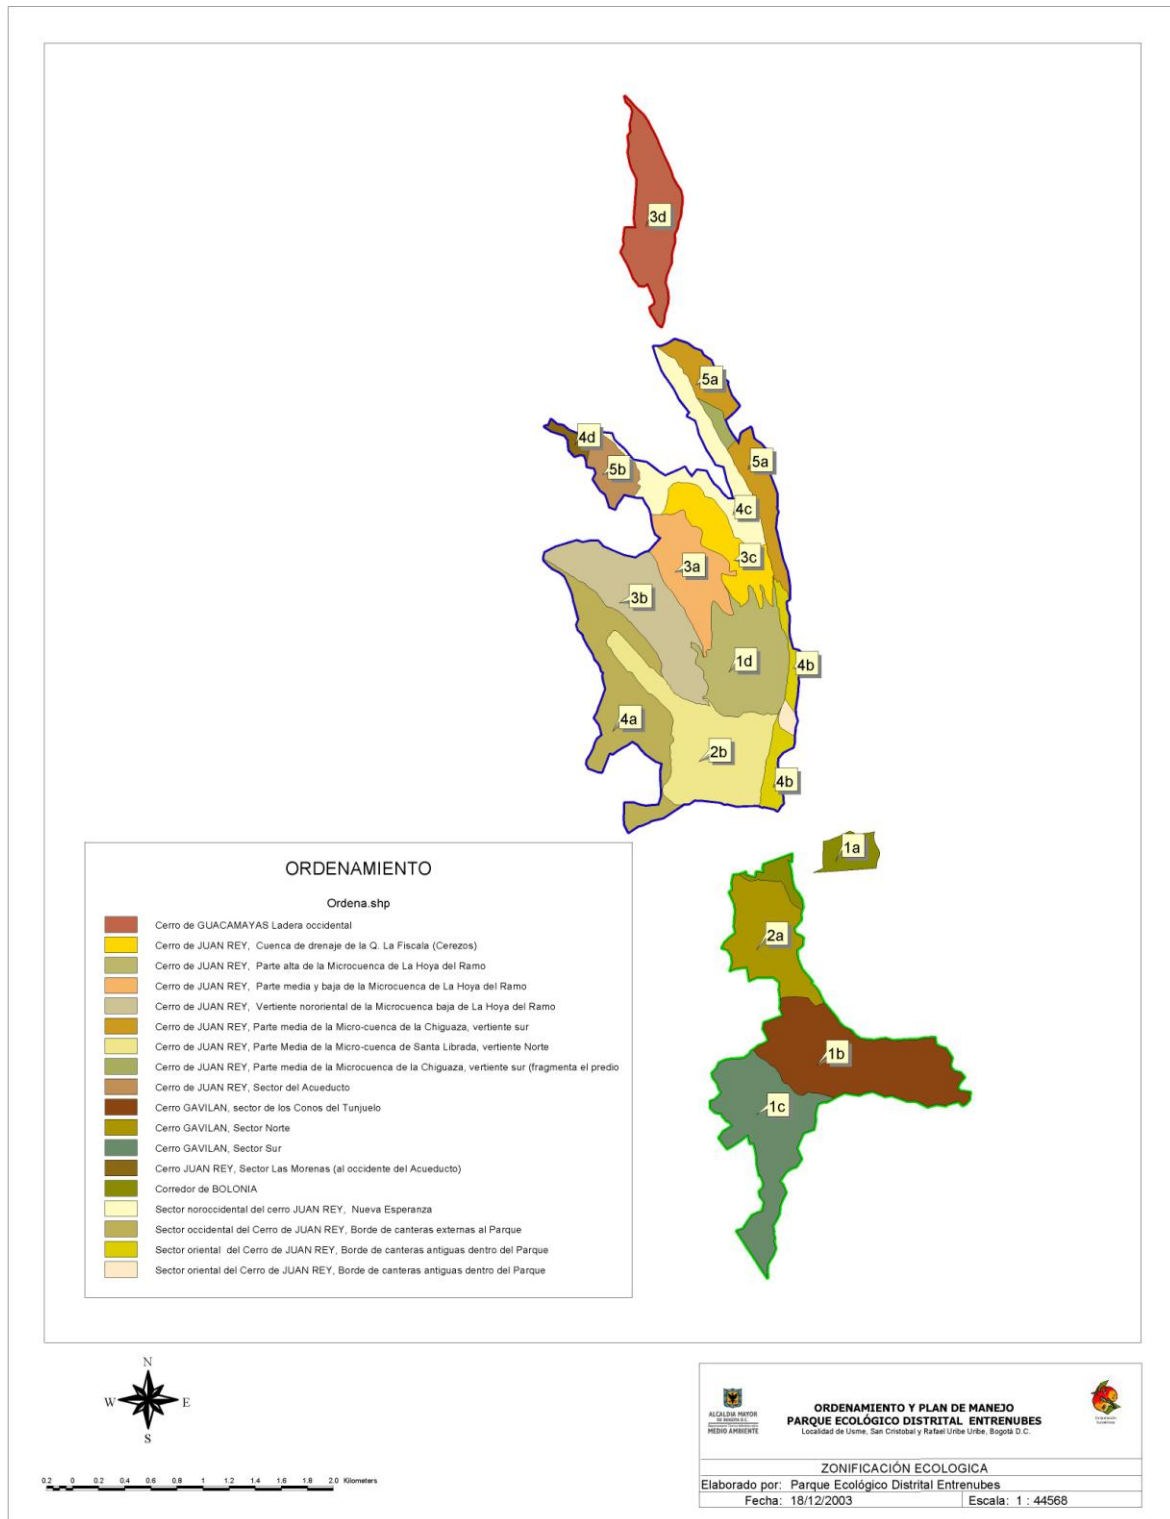 3d
5a
4d
5b
5a
4c
3c
3a
3b
1d
4b
4a
2b
4b
1a
2a
1b
1c
ORDENAMIENTO
Ordena.shp
Cerro de GUACAMAYAS Ladera occidental
Cerro de JUAN REY, Cuenca de drenaje de la Q. La Fiscala (Cerezos)
Cerro de JUAN REY, Parte alta de la Microcuenca de La Hoya del Ramo
Cerro de JUAN REY, Parte media y baja de la Microcuenca de La Hoya del Ramo
Cerro de JUAN REY, Vertiente nororiental de la Microcuenca baja de La Hoya del Ramo
Cerro de JUAN REY, Parte media de la Micro-cuenca de la Chiguaza, vertiente sur
Cerro de JUAN REY, Parte Media de la Micro-cuenca de Santa Librada, vertiente Norte
Cerro de JUAN REY, Parte media de la Microcuenca de la Chiguaza, vertiente sur (fragmenta el predio
Cerro de JUAN REY, Sector del Acueducto
Cerro GAVILAN, sector de los Conos del Tunjuelo
Cerro GAVILAN, Sector Norte
Cerro GAVILAN, Sector Sur
Cerro JUAN REY, Sector Las Morenas (al occidente del Acueducto)
Corredor de BOLONIA
Sector noroccidental del cerro JUAN REY, Nueva Esperanza
Sector occidental del Cerro de JUAN REY, Borde de canteras externas al Parque
Sector oriental del Cerro de JUAN REY, Borde de canteras antiguas dentro del Parque
Sector oriental del Cerro de JUAN REY, Borde de canteras antiguas dentro del Parque
N
W E
S
0.2 0 0.2 0.4 0.6 0.8 1 1.2 1.4 1.6 1.8 2.0 Kilometers
ALCALDIA MAYOR
DE BOGOTA D.C.
MEDIO AMBIENTE
ORDENAMIENTO Y PLAN DE MANEJO
PARQUE ECOLÓGICO DISTRITAL ENTRENUBES
Localidad de Usme, San Cristobal y Rafael Uribe Uribe, Bogotá D.C.
ZONIFICACIÓN ECOLOGICA
Elaborado por: Parque Ecológico Distrital Entrenubes
Fecha: 18/12/2003 Escala: 1 : 44568